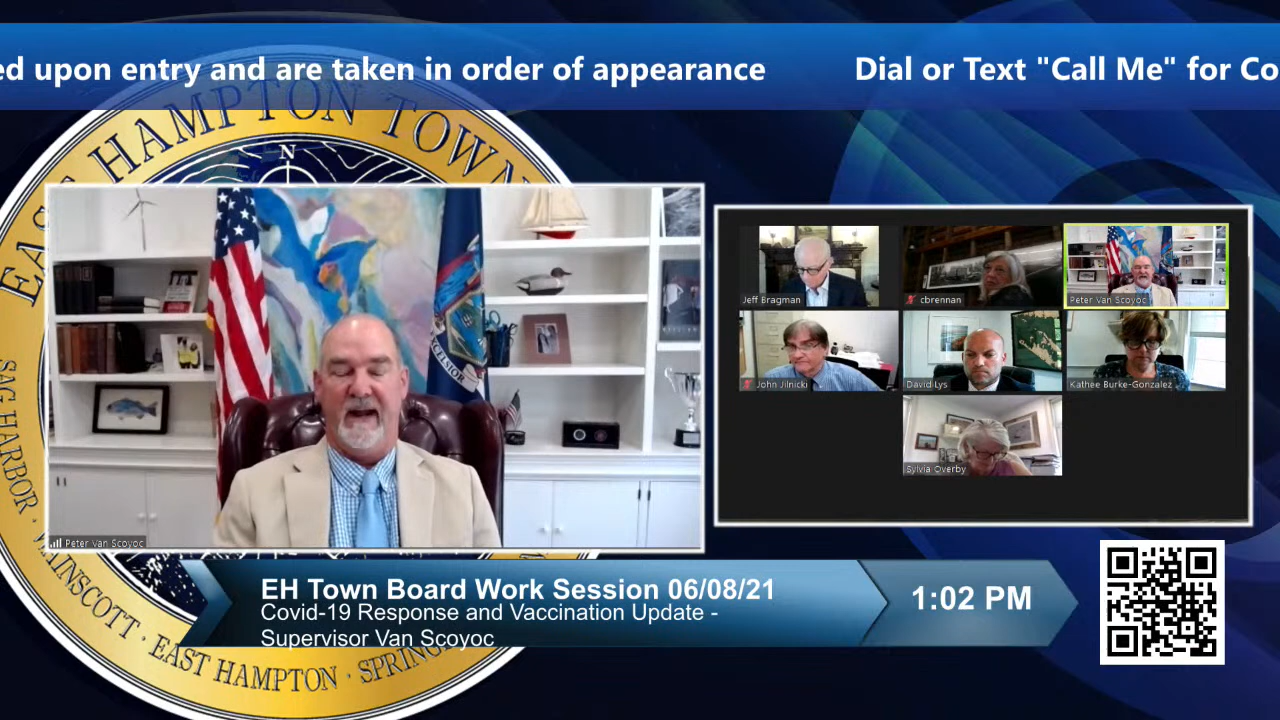 ed upon entry and are taken in order of appearance
Dial or Text "Call Me" for Co
EAST HAMPTON TOWN
N
EXCELSIOR
Peter Van Scoyoc
Jeff Bragman
cbrennan
Peter Van Scoyoc
John Jilnicki
David Lys
Kathee Burke-Gonzalez
Sylvia Overby
SAG HARBOR · WAINSCOTT · EAST HAMPTON · SPRING
EH Town Board Work Session 06/08/21
Covid-19 Response and Vaccination Update -
Supervisor Van Scoyoc
1:02 PM